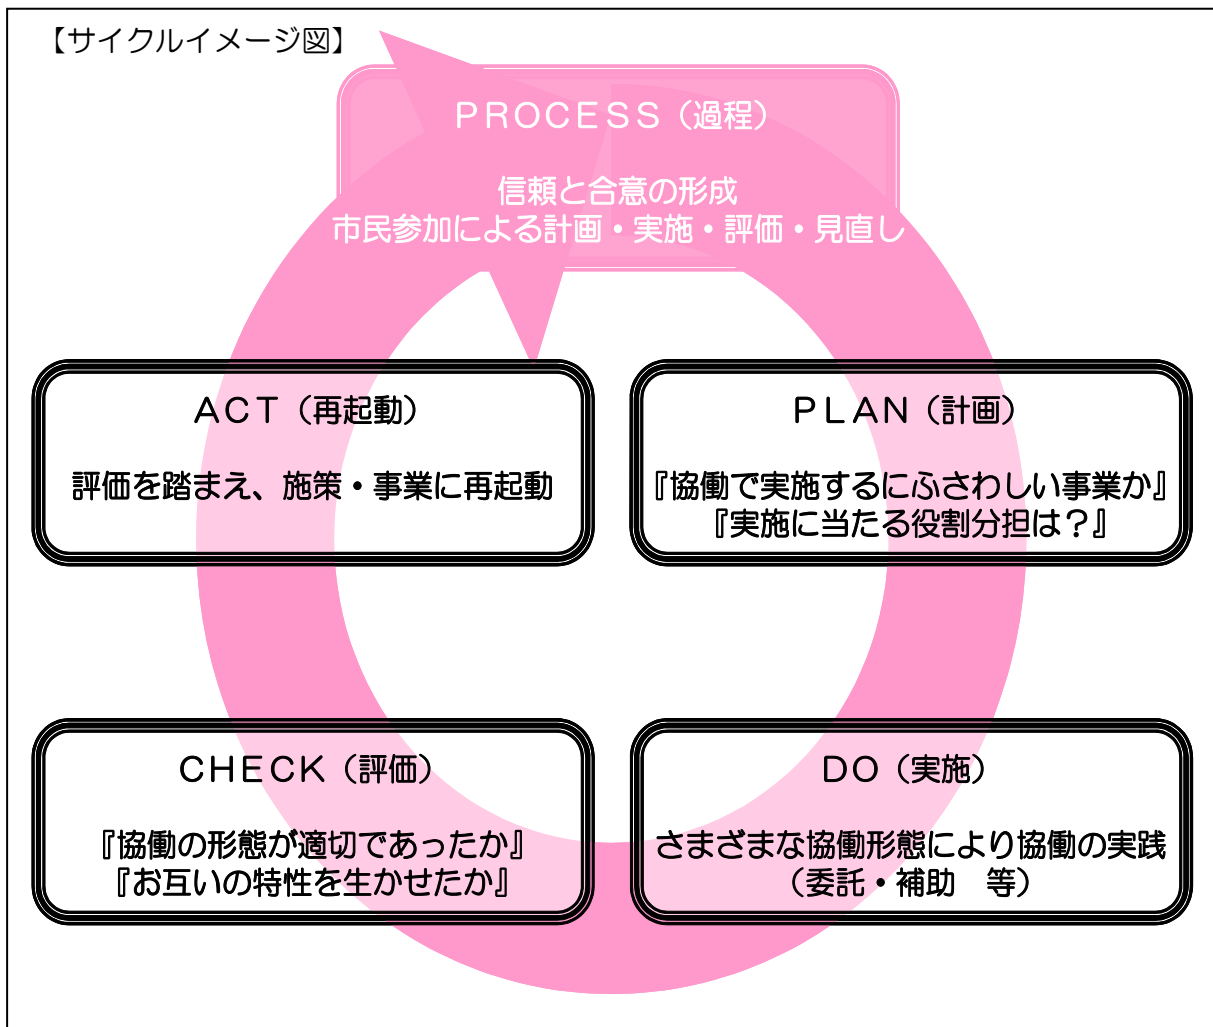 【サイクルイメージ図】
ＰＲＯＣＥＳＳ（過程）
信頼と合意の形成
市民参加による計画・実施・評価・見直し
ＡＣＴ（再起動）
評価を踏まえ、施策・事業に再起動
ＰＬＡＮ（計画）
『協働で実施するにふさわしい事業か』
『実施に当たる役割分担は？』
ＣＨＥＣＫ（評価）
『協働の形態が適切であったか』
『お互いの特性を生かせたか』
ＤＯ（実施）
さまざまな協働形態により協働の実践
（委託・補助　等）